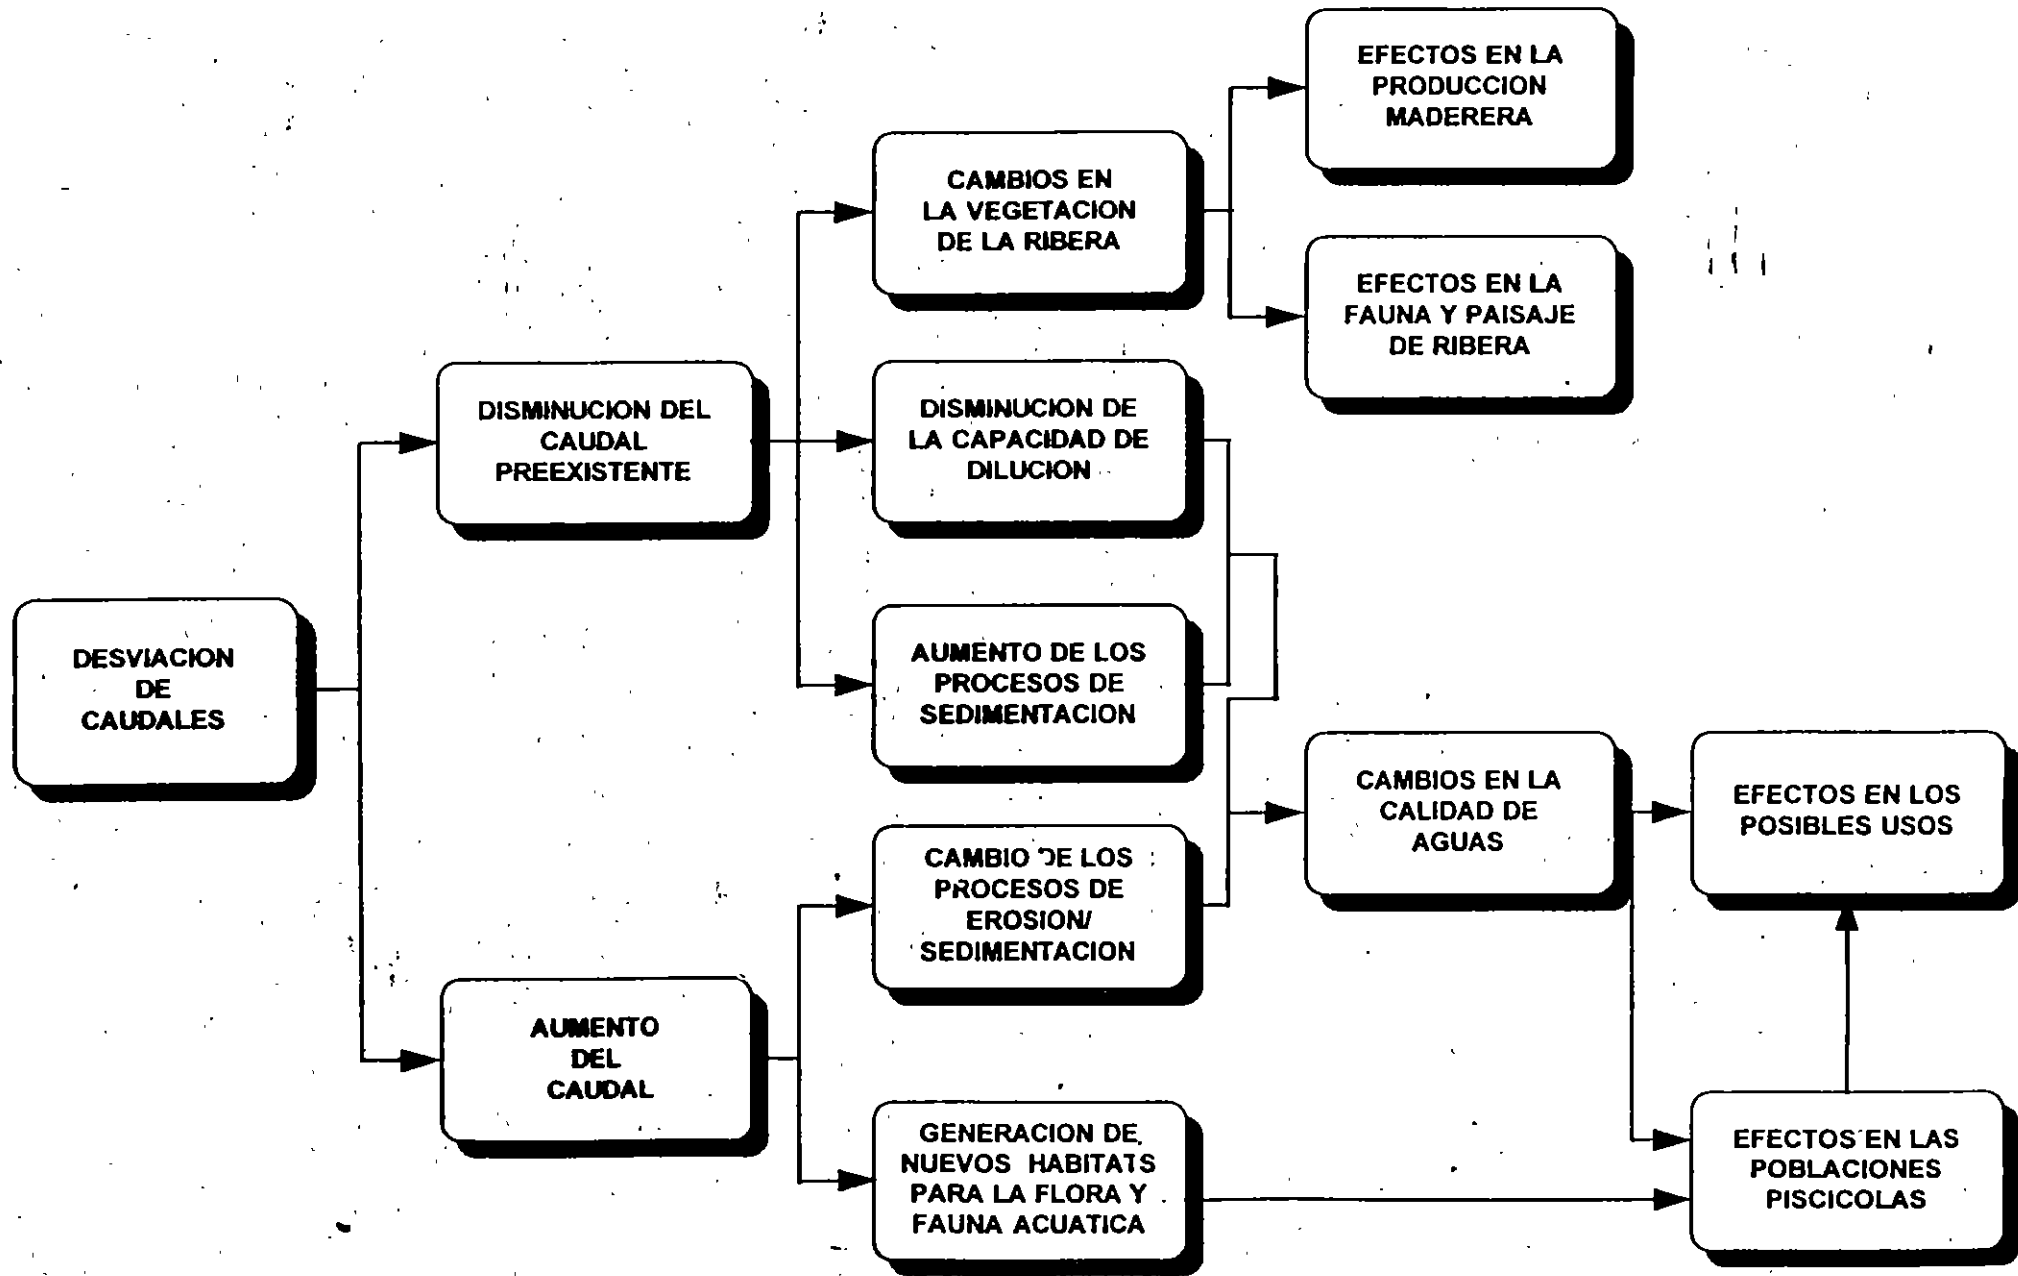 EFECTOS EN LA
PRODUCCION
MADERERA
CAMBIOS EN
LA VEGETACION
DE LA RIBERA
EFECTOS EN LA
FAUNA Y PAISAJE
DE RIBERA
DISMINUCION DEL
CAUDAL
PREEXISTENTE
DISMINUCION DE
LA CAPACIDAD DE
DILUCION
DESVIACION
DE
CAUDALES
AUMENTO DE LOS
PROCESOS DE
SEDIMENTACION
CAMBIOS EN LA
CALIDAD DE
AGUAS
EFECTOS EN LOS
POSIBLES USOS
CAMBIO DE LOS
PROCESOS DE
EROSION/
SEDIMENTACION
AUMENTO
DEL
CAUDAL
GENERACION DE
NUEVOS HABITATS
PARA LA FLORA Y
FAUNA ACUATICA
EFECTOS EN LAS
POBLACIONES
PISCICOLAS